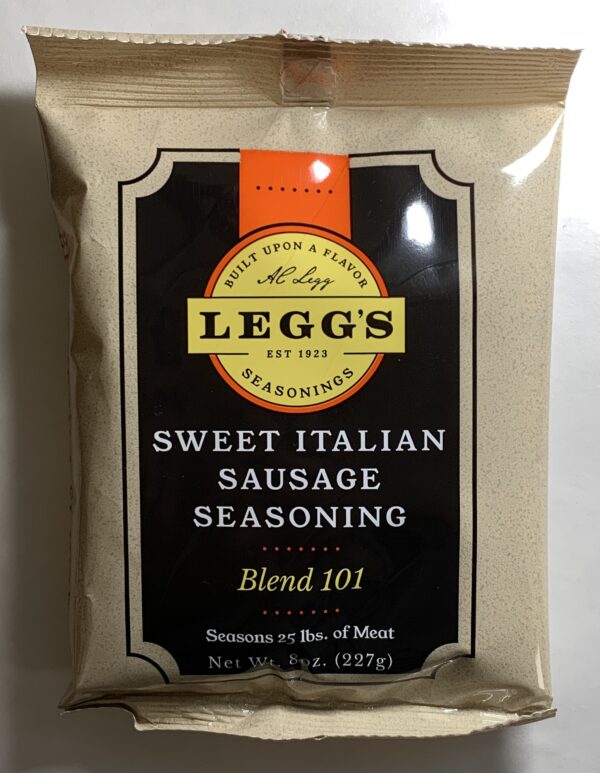 BUILT UPON A FLAVOR
AC Legg
LEGG'S
EST 1923
SEASONINGS
SWEET ITALIAN
SAUSAGE
SEASONING
Blend 101
Seasons 25 lbs. of Meat
Net Wt. 8oz. (227g)